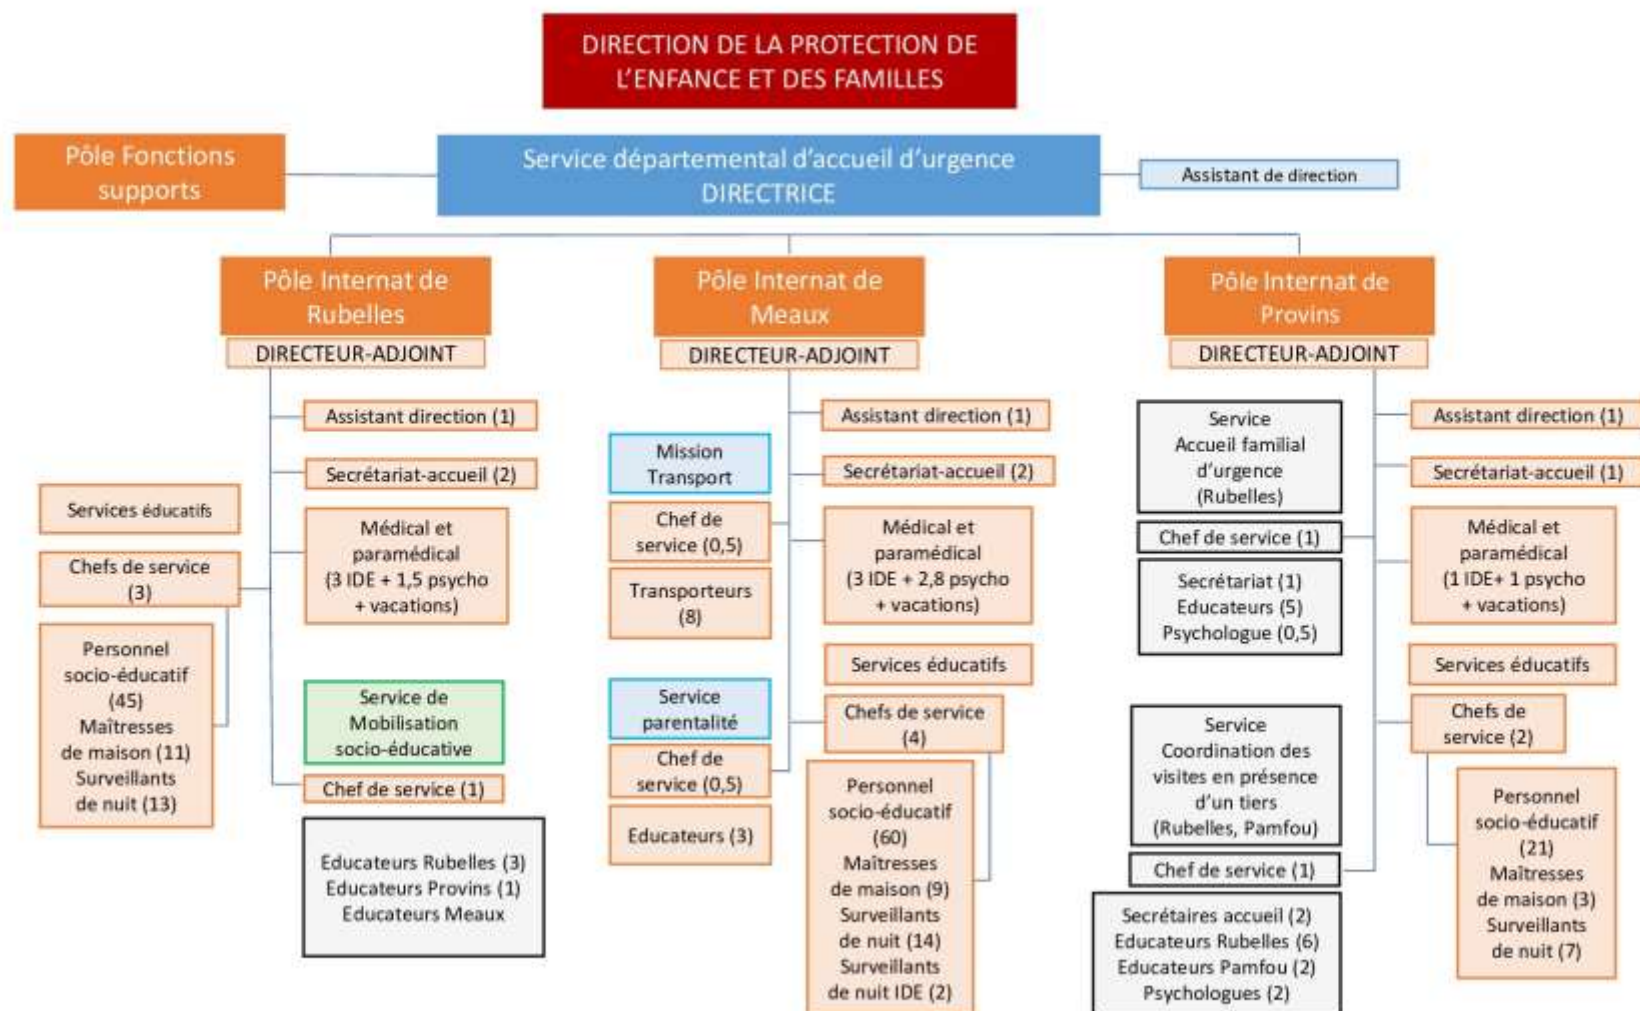 DIRECTION DE LA PROTECTION DE
L'ENFANCE ET DES FAMILLES
Pôle Fonctions
supports
Service départemental d'accueil d'urgence
DIRECTRICE
Assistant de direction
Pôle Internat de
Rubelles
DIRECTEUR-ADJOINT
Assistant direction (1)
Secrétariat-accueil (2)
Services éducatifs
Médical et
paramédical
(3 IDE + 1,5 psycho
+ vacations)
Chefs de service
(3)
Personnel
socio-éducatif
(45)
Maîtresses
de maison (11)
Surveillants
de nuit (13)
Service de
Mobilisation
socio-éducative
Chef de service (1)
Educateurs Rubelles (3)
Educateurs Provins (1)
Educateurs Meaux
Pôle Internat de
Meaux
DIRECTEUR-ADJOINT
Assistant direction (1)
Mission
Transport
Secrétariat-accueil (2)
Chef de
service (0,5)
Transporteurs
(8)
Médical et
paramédical
(3 IDE + 2,8 psycho
+ vacations)
Services éducatifs
Service
parentalité
Chef de
service (0,5)
Educateurs (3)
Chefs de service
(4)
Personnel
socio-éducatif
(60)
Maîtresses
de maison (9)
Surveillants
de nuit (14)
Surveillants
de nuit IDE (2)
Pôle Internat de
Provins
DIRECTEUR-ADJOINT
Service
Accueil familial
d'urgence
(Rubelles)
Chef de service (1)
Secrétariat (1)
Educateurs (5)
Psychologue (0,5)
Service
Coordination des
visites en présence
d'un tiers
(Rubelles, Pamfou)
Chef de service (1)
Secrétaires accueil (2)
Educateurs Rubelles (6)
Educateurs Pamfou (2)
Psychologues (2)
Assistant direction (1)
Secrétariat-accueil (1)
Médical et
paramédical
(1 IDE+ 1 psycho
+ vacations)
Services éducatifs
Chefs de
service (2)
Personnel
socio-éducatif
(21)
Maîtresses
de maison (3)
Surveillants
de nuit (7)